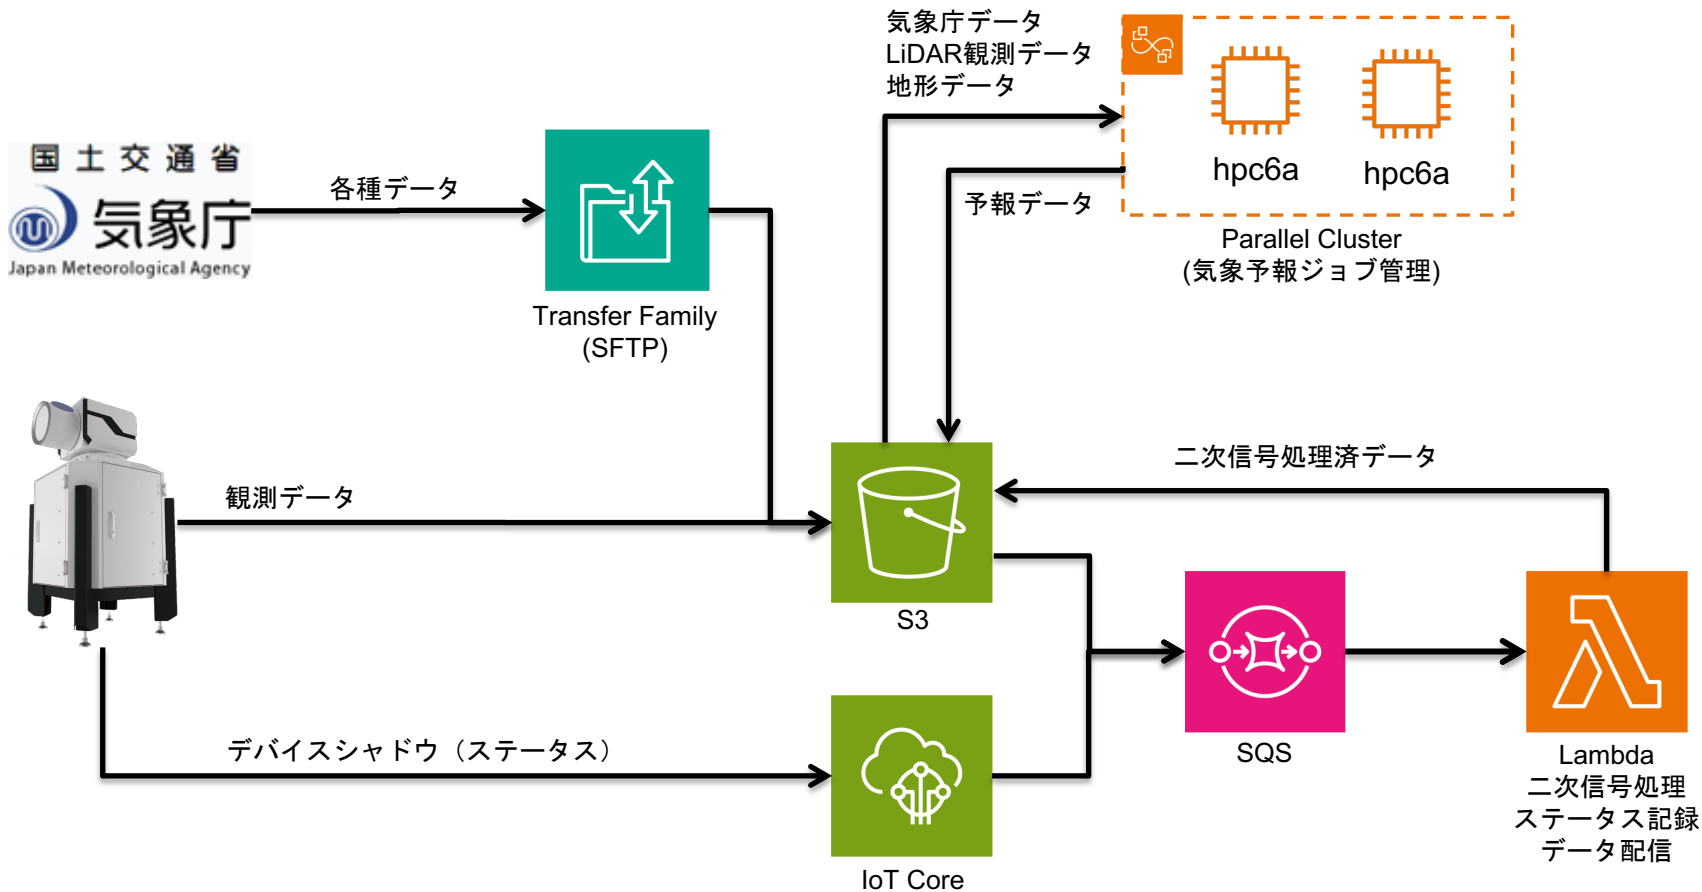 気象庁データ
LiDAR観測データ
地形データ
国土交通省
気象庁
Japan Meteorological Agency
各種データ
Transfer Family
(SFTP)
予報データ
hpc6a
hpc6a
Parallel Cluster
(気象予報ジョブ管理)
観測データ
二次信号処理済データ
S3
デバイスシャドウ（ステータス）
IoT Core
SQS
Lambda
二次信号処理
ステータス記録
データ配信